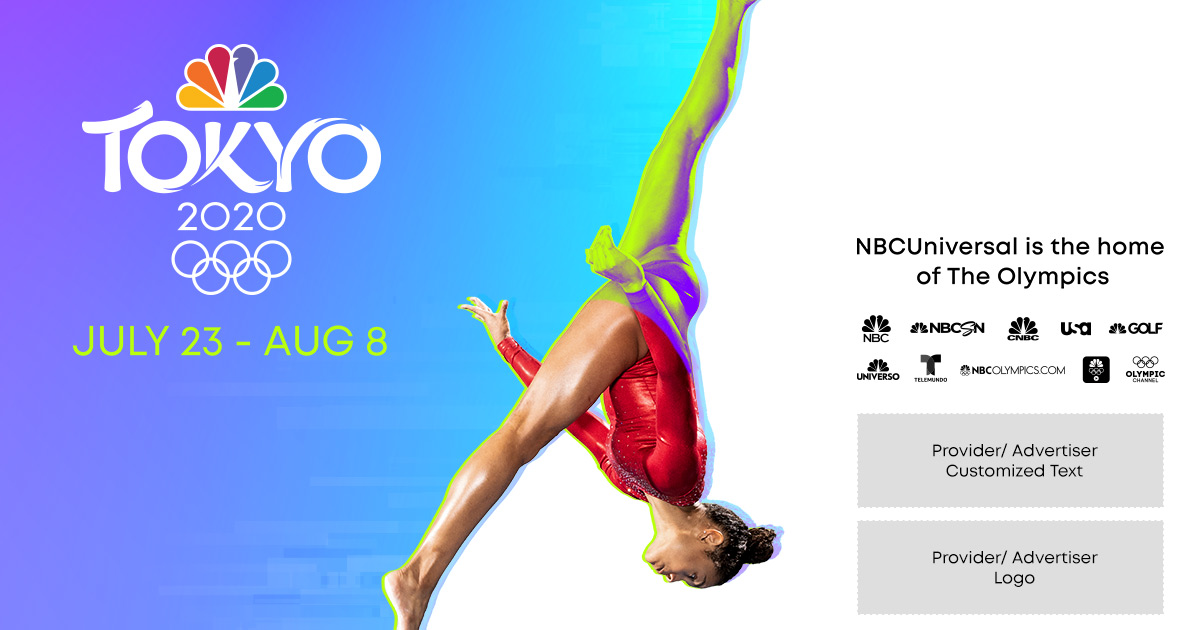 TOKYO
2020
JULY 23 - AUG 8
NBCUniversal is the home
of The Olympics
NBC
NBCSN
CNBC
USA
GOLF
UNIVERSO
TELEMUNDO
NBCOLYMPICS.COM
OLYMPIC
CHANNEL
Provider/ Advertiser
Customized Text
Provider/ Advertiser
Logo